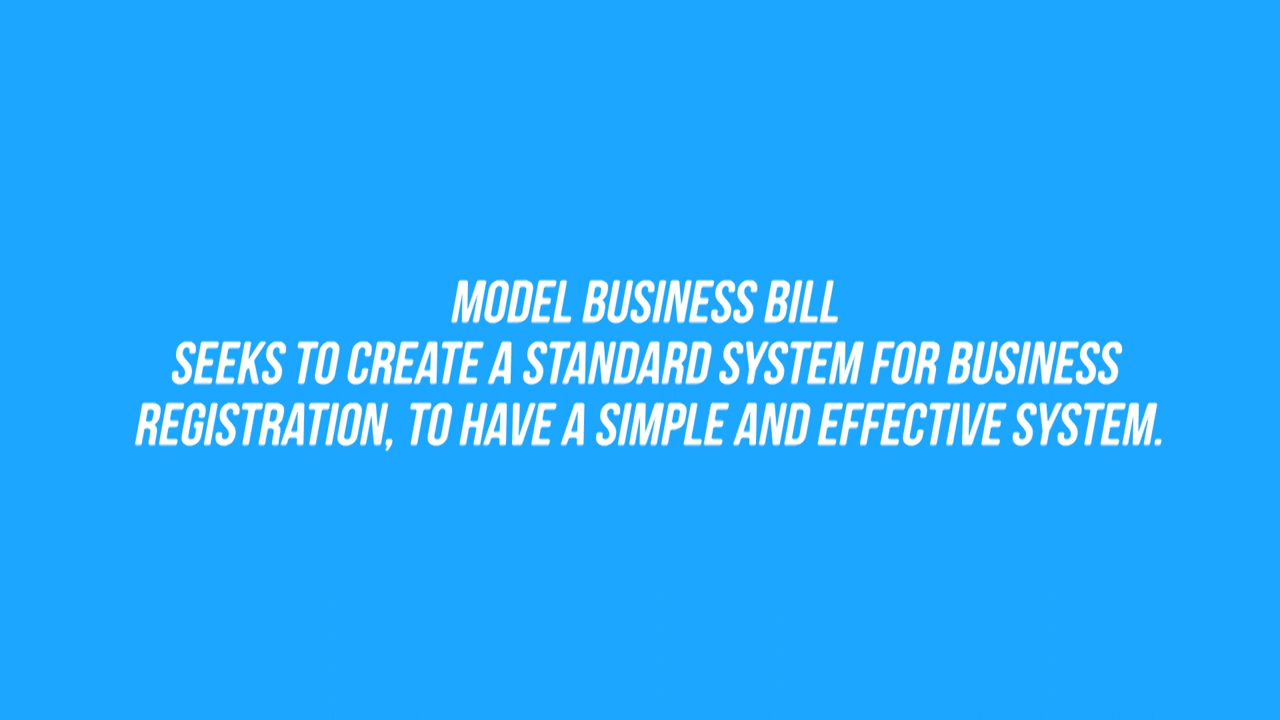 MODEL BUSINESS BILL
SEEKS TO CREATE A STANDARD SYSTEM FOR BUSINESS
REGISTRATION, TO HAVE A SIMPLE AND EFFECTIVE SYSTEM.